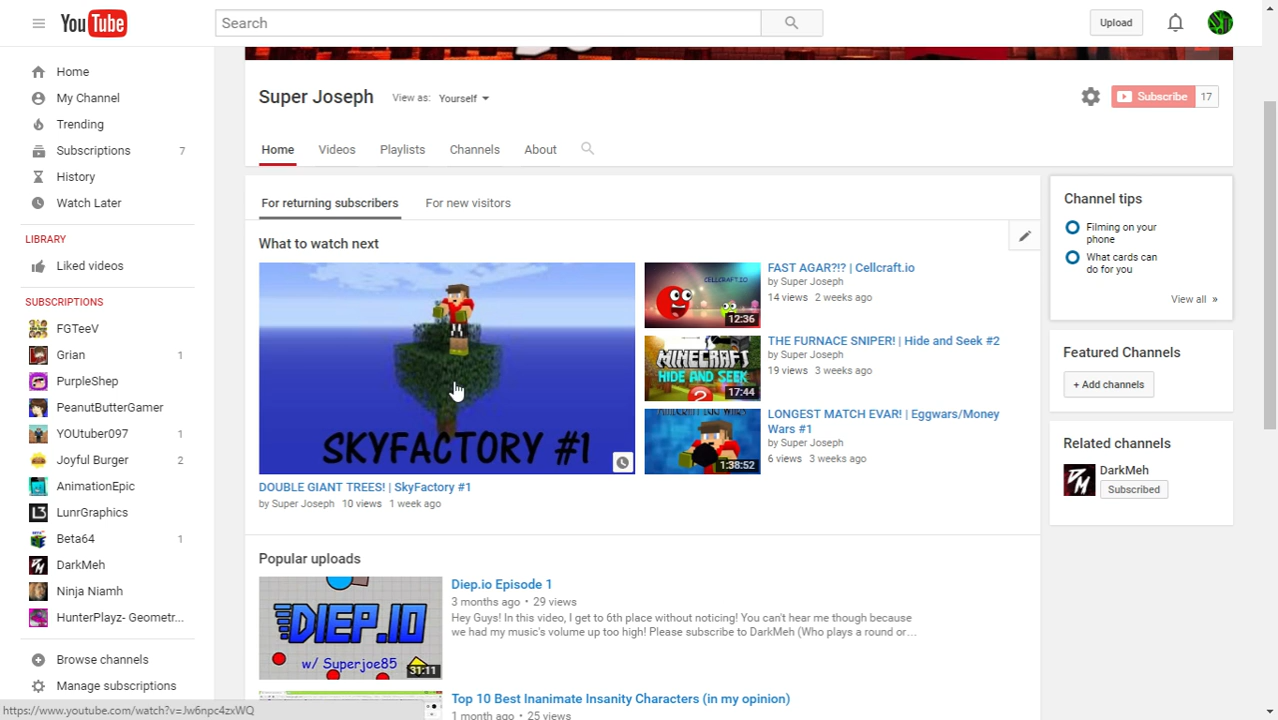 YouTube
Search
Upload
Home
My Channel
Trending
Subscriptions 7
History
Watch Later
LIBRARY
Liked videos
SUBSCRIPTIONS
FGTeeV
Grian 1
PurpleShep
PeanutButterGamer
YOUtuber097 1
Joyful Burger 2
AnimationEpic
LunrGraphics
Beta64 1
DarkMeh
Ninja Niamh
HunterPlayz- Geometr...
Browse channels
Manage subscriptions
https://www.youtube.com/watch?v=Jw6npc4zxWQ
Super Joseph
View as: Yourself
Subscribe 17
Home Videos Playlists Channels About
For returning subscribers For new visitors
What to watch next
SKYFACTORY #1
DOUBLE GIANT TREES! | SkyFactory #1
by Super Joseph 10 views 1 week ago
CELLCRAFT.IO
12:36
FAST AGAR?!? | Cellcraft.io
by Super Joseph
14 views 2 weeks ago
MINECRAFT
HIDE AND SEEK
2
17:44
THE FURNACE SNIPER! | Hide and Seek #2
by Super Joseph
19 views 3 weeks ago
1:38:52
LONGEST MATCH EVAR! | Eggwars/Money
Wars #1
by Super Joseph
6 views 3 weeks ago
Popular uploads
DIEP.IO
w/ Superjoe85
31:11
Diep.io Episode 1
3 months ago • 29 views
Hey Guys! In this video, I get to 6th place without noticing! You can't hear me though because
we had my music's volume up too high! Please subscribe to DarkMeh (Who plays a round or…
Top 10 Best Inanimate Insanity Characters (in my opinion)
1 month ago • 25 views
Channel tips
Filming on your
phone
What cards can
do for you
View all »
Featured Channels
+ Add channels
Related channels
DM
DarkMeh
Subscribed